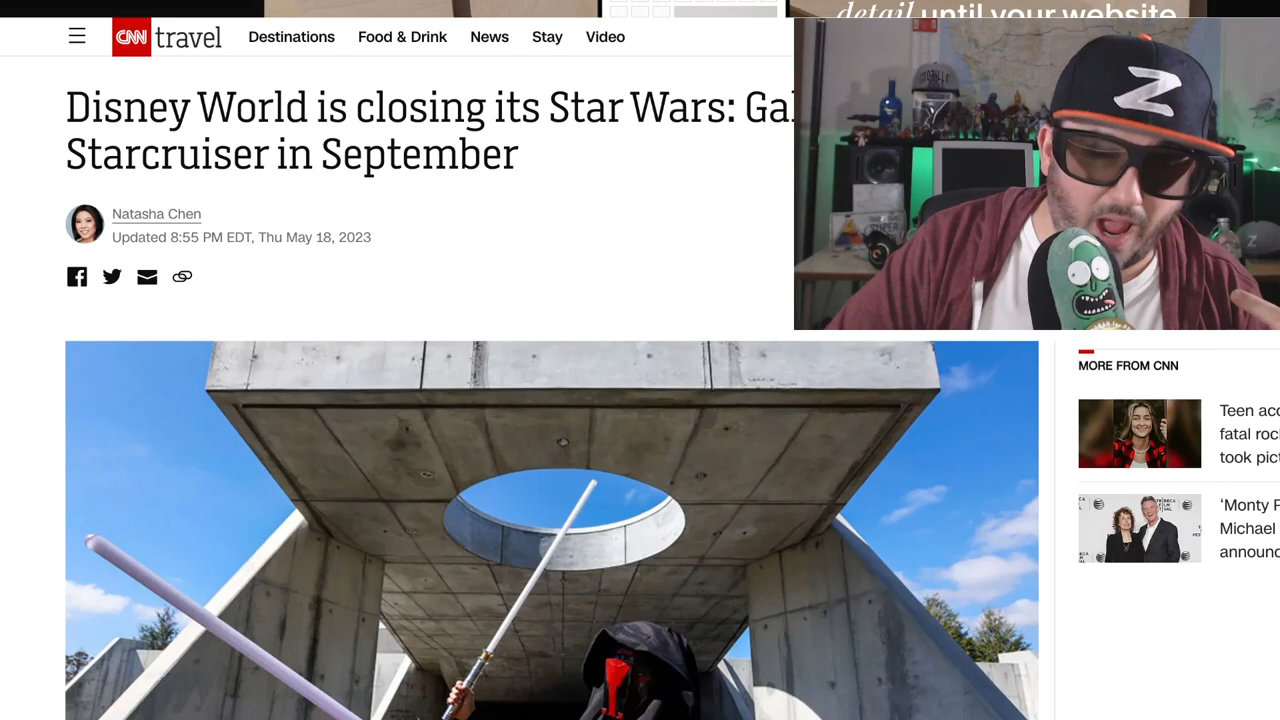 detail until your website
CNN travel
Destinations
Food & Drink
News
Stay
Video
Disney World is closing its Star Wars: Gal
Starcruiser in September
Natasha Chen
Updated 8:55 PM EDT, Thu May 18, 2023
Z
MORE FROM CNN
Teen acc
fatal roc
took pict
‘Monty P
Michael
announc